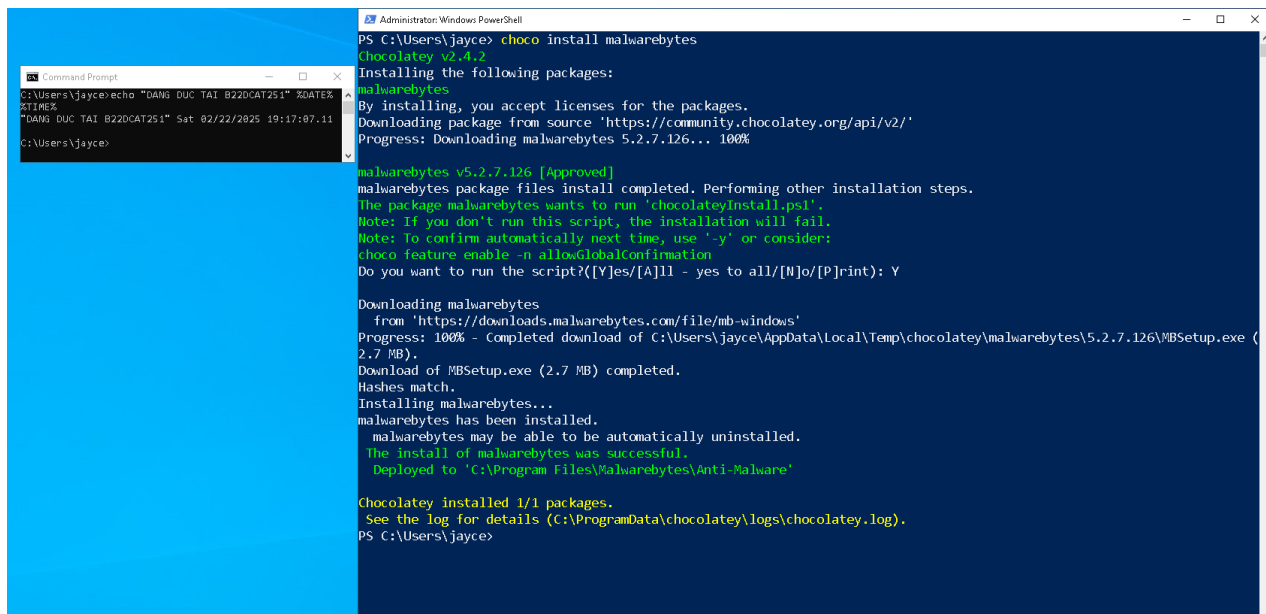 Command Prompt
C:\Users\jayce>echo "DANG DUC TAI B22DCAT251" %DATE%
%TIME%
"DANG DUC TAI B22DCAT251" Sat 02/22/2025 19:17:07.11
C:\Users\jayce>
Administrator: Windows PowerShell
PS C:\Users\jayce> choco install malwarebytes
Chocolatey v2.4.2
Installing the following packages:
malwarebytes
By installing, you accept licenses for the packages.
Downloading package from source 'https://community.chocolatey.org/api/v2/'
Progress: Downloading malwarebytes 5.2.7.126... 100%
malwarebytes v5.2.7.126 [Approved]
malwarebytes package files install completed. Performing other installation steps.
The package malwarebytes wants to run 'chocolateyInstall.ps1'.
Note: If you don't run this script, the installation will fail.
Note: To confirm automatically next time, use '-y' or consider:
choco feature enable -n allowGlobalConfirmation
Do you want to run the script?([Y]es/[A]ll - yes to all/[N]o/[P]rint): Y
Downloading malwarebytes
from 'https://downloads.malwarebytes.com/file/mb-windows'
Progress: 100% - Completed download of C:\Users\jayce\AppData\Local\Temp\chocolatey\malwarebytes\5.2.7.126\MBSetup.exe (
2.7 MB).
Download of MBSetup.exe (2.7 MB) completed.
Hashes match.
Installing malwarebytes...
malwarebytes has been installed.
malwarebytes may be able to be automatically uninstalled.
The install of malwarebytes was successful.
Deployed to 'C:\Program Files\Malwarebytes\Anti-Malware'
Chocolatey installed 1/1 packages.
See the log for details (C:\ProgramData\chocolatey\logs\chocolatey.log).
PS C:\Users\jayce>